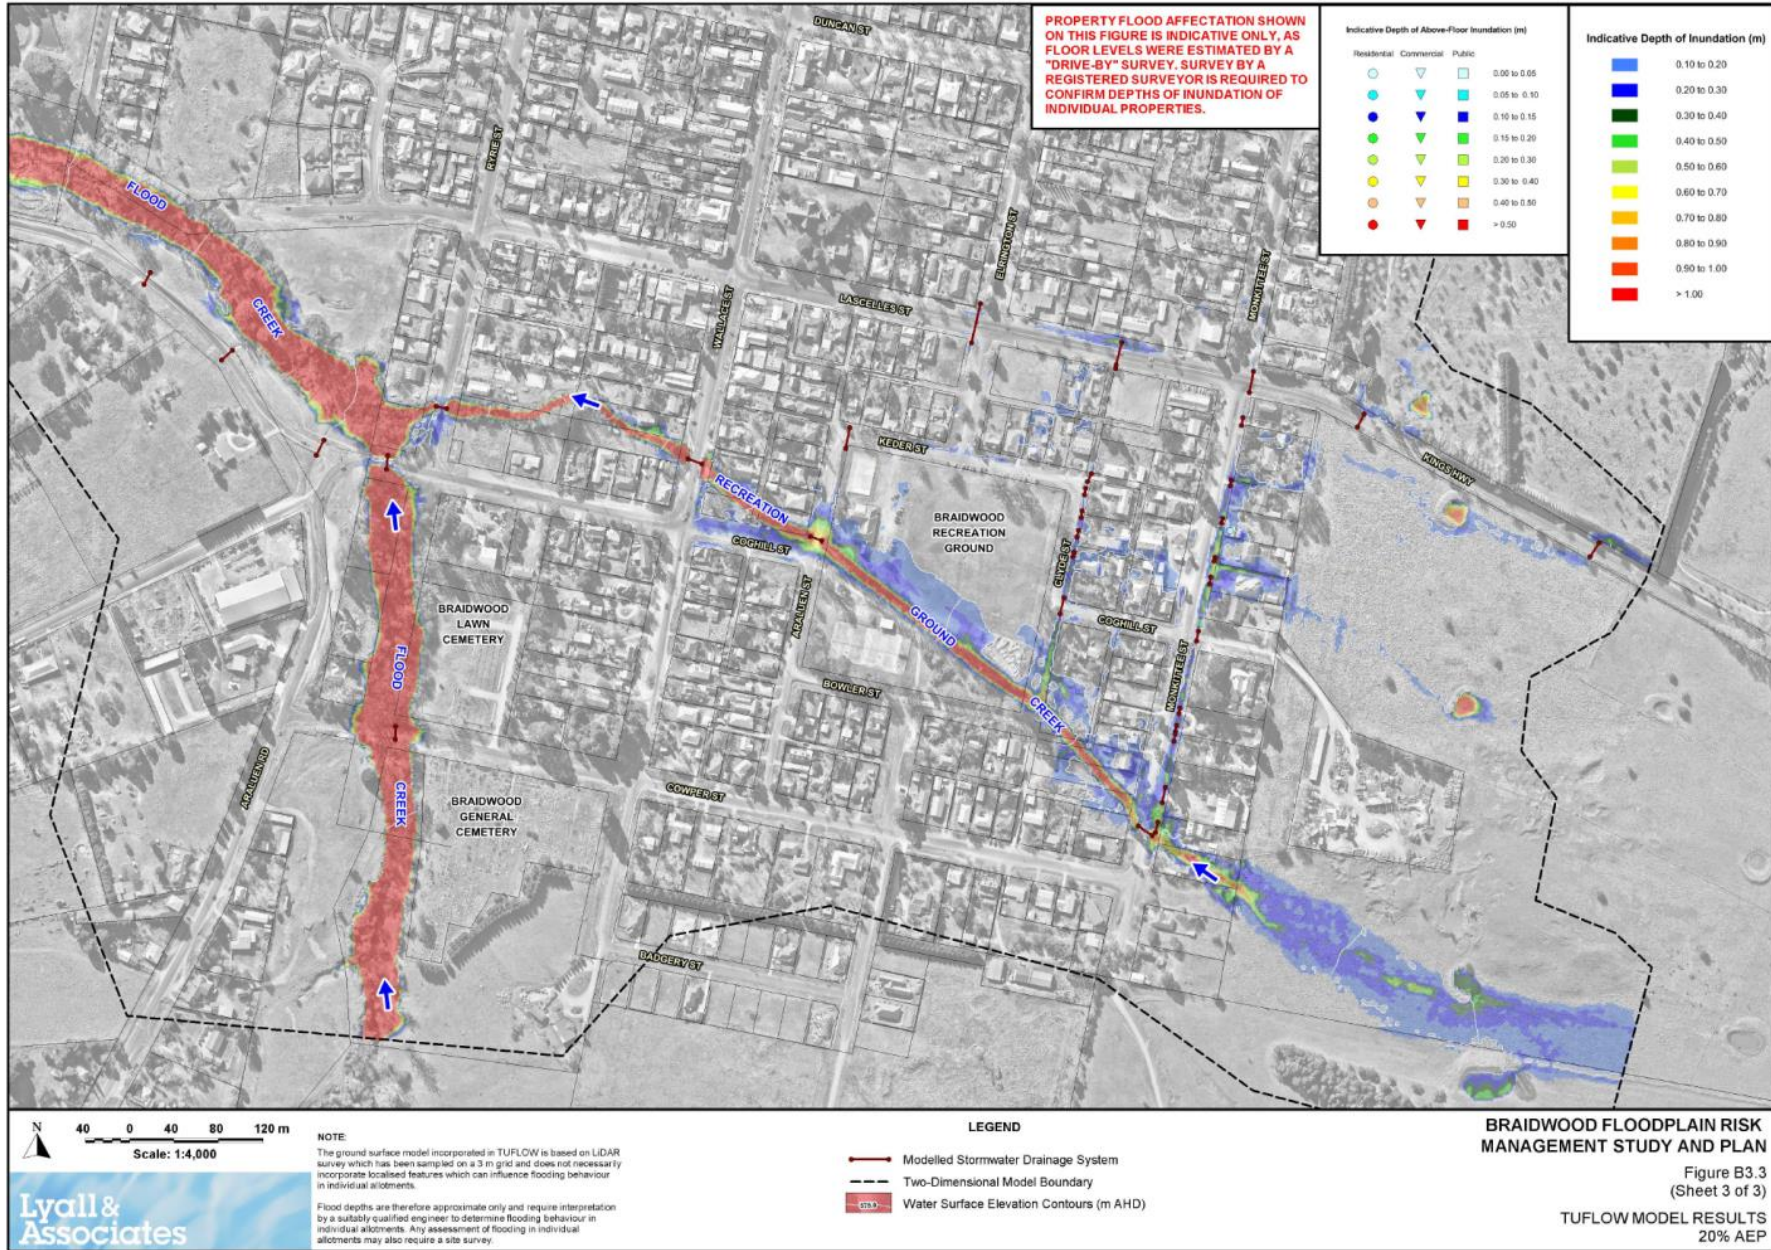 PROPERTY FLOOD AFFECTATION SHOWN
ON THIS FIGURE IS INDICATIVE ONLY, AS
FLOOR LEVELS WERE ESTIMATED BY A
"DRIVE-BY" SURVEY. SURVEY BY A
REGISTERED SURVEYOR IS REQUIRED TO
CONFIRM DEPTHS OF INUNDATION OF
INDIVIDUAL PROPERTIES.
Indicative Depth of Above-Floor Inundation (m)
Residential Commercial Public
0.00 to 0.05
0.05 to 0.10
0.10 to 0.15
0.15 to 0.20
0.20 to 0.30
0.30 to 0.40
0.40 to 0.50
> 0.50
Indicative Depth of Inundation (m)
0.10 to 0.20
0.20 to 0.30
0.30 to 0.40
0.40 to 0.50
0.50 to 0.60
0.60 to 0.70
0.70 to 0.80
0.80 to 0.90
0.90 to 1.00
> 1.00
DUNCAN ST
RYRIE ST
WALLACE ST
LASCELLES ST
ELRINGTON ST
MONKITTEE ST
FLOOD
CREEK
KEDER ST
KINGS HWY
RECREATION
GROUND
CREEK
BRAIDWOOD
RECREATION
GROUND
COGHILL ST
ARALUEN ST
CLYDE ST
COGHILL ST
MONKITTEE ST
BOWLER ST
BRAIDWOOD
LAWN
CEMETERY
FLOOD
CREEK
ARALUEN RD
BRAIDWOOD
GENERAL
CEMETERY
COWPER ST
BADGERY ST
N
40 0 40 80 120 m
Scale: 1:4,000
Lyall &
Associates
NOTE:
The ground surface model incorporated in TUFLOW is based on LiDAR
survey which has been sampled on a 3 m grid and does not necessarily
incorporate localised features which can influence flooding behaviour
in individual allotments.
Flood depths are therefore approximate only and require interpretation
by a suitably qualified engineer to determine flooding behaviour in
individual allotments. Any assessment of flooding in individual
allotments may also require a site survey.
LEGEND
Modelled Stormwater Drainage System
Two-Dimensional Model Boundary
Water Surface Elevation Contours (m AHD)
BRAIDWOOD FLOODPLAIN RISK
MANAGEMENT STUDY AND PLAN
Figure B3.3
(Sheet 3 of 3)
TUFLOW MODEL RESULTS
20% AEP